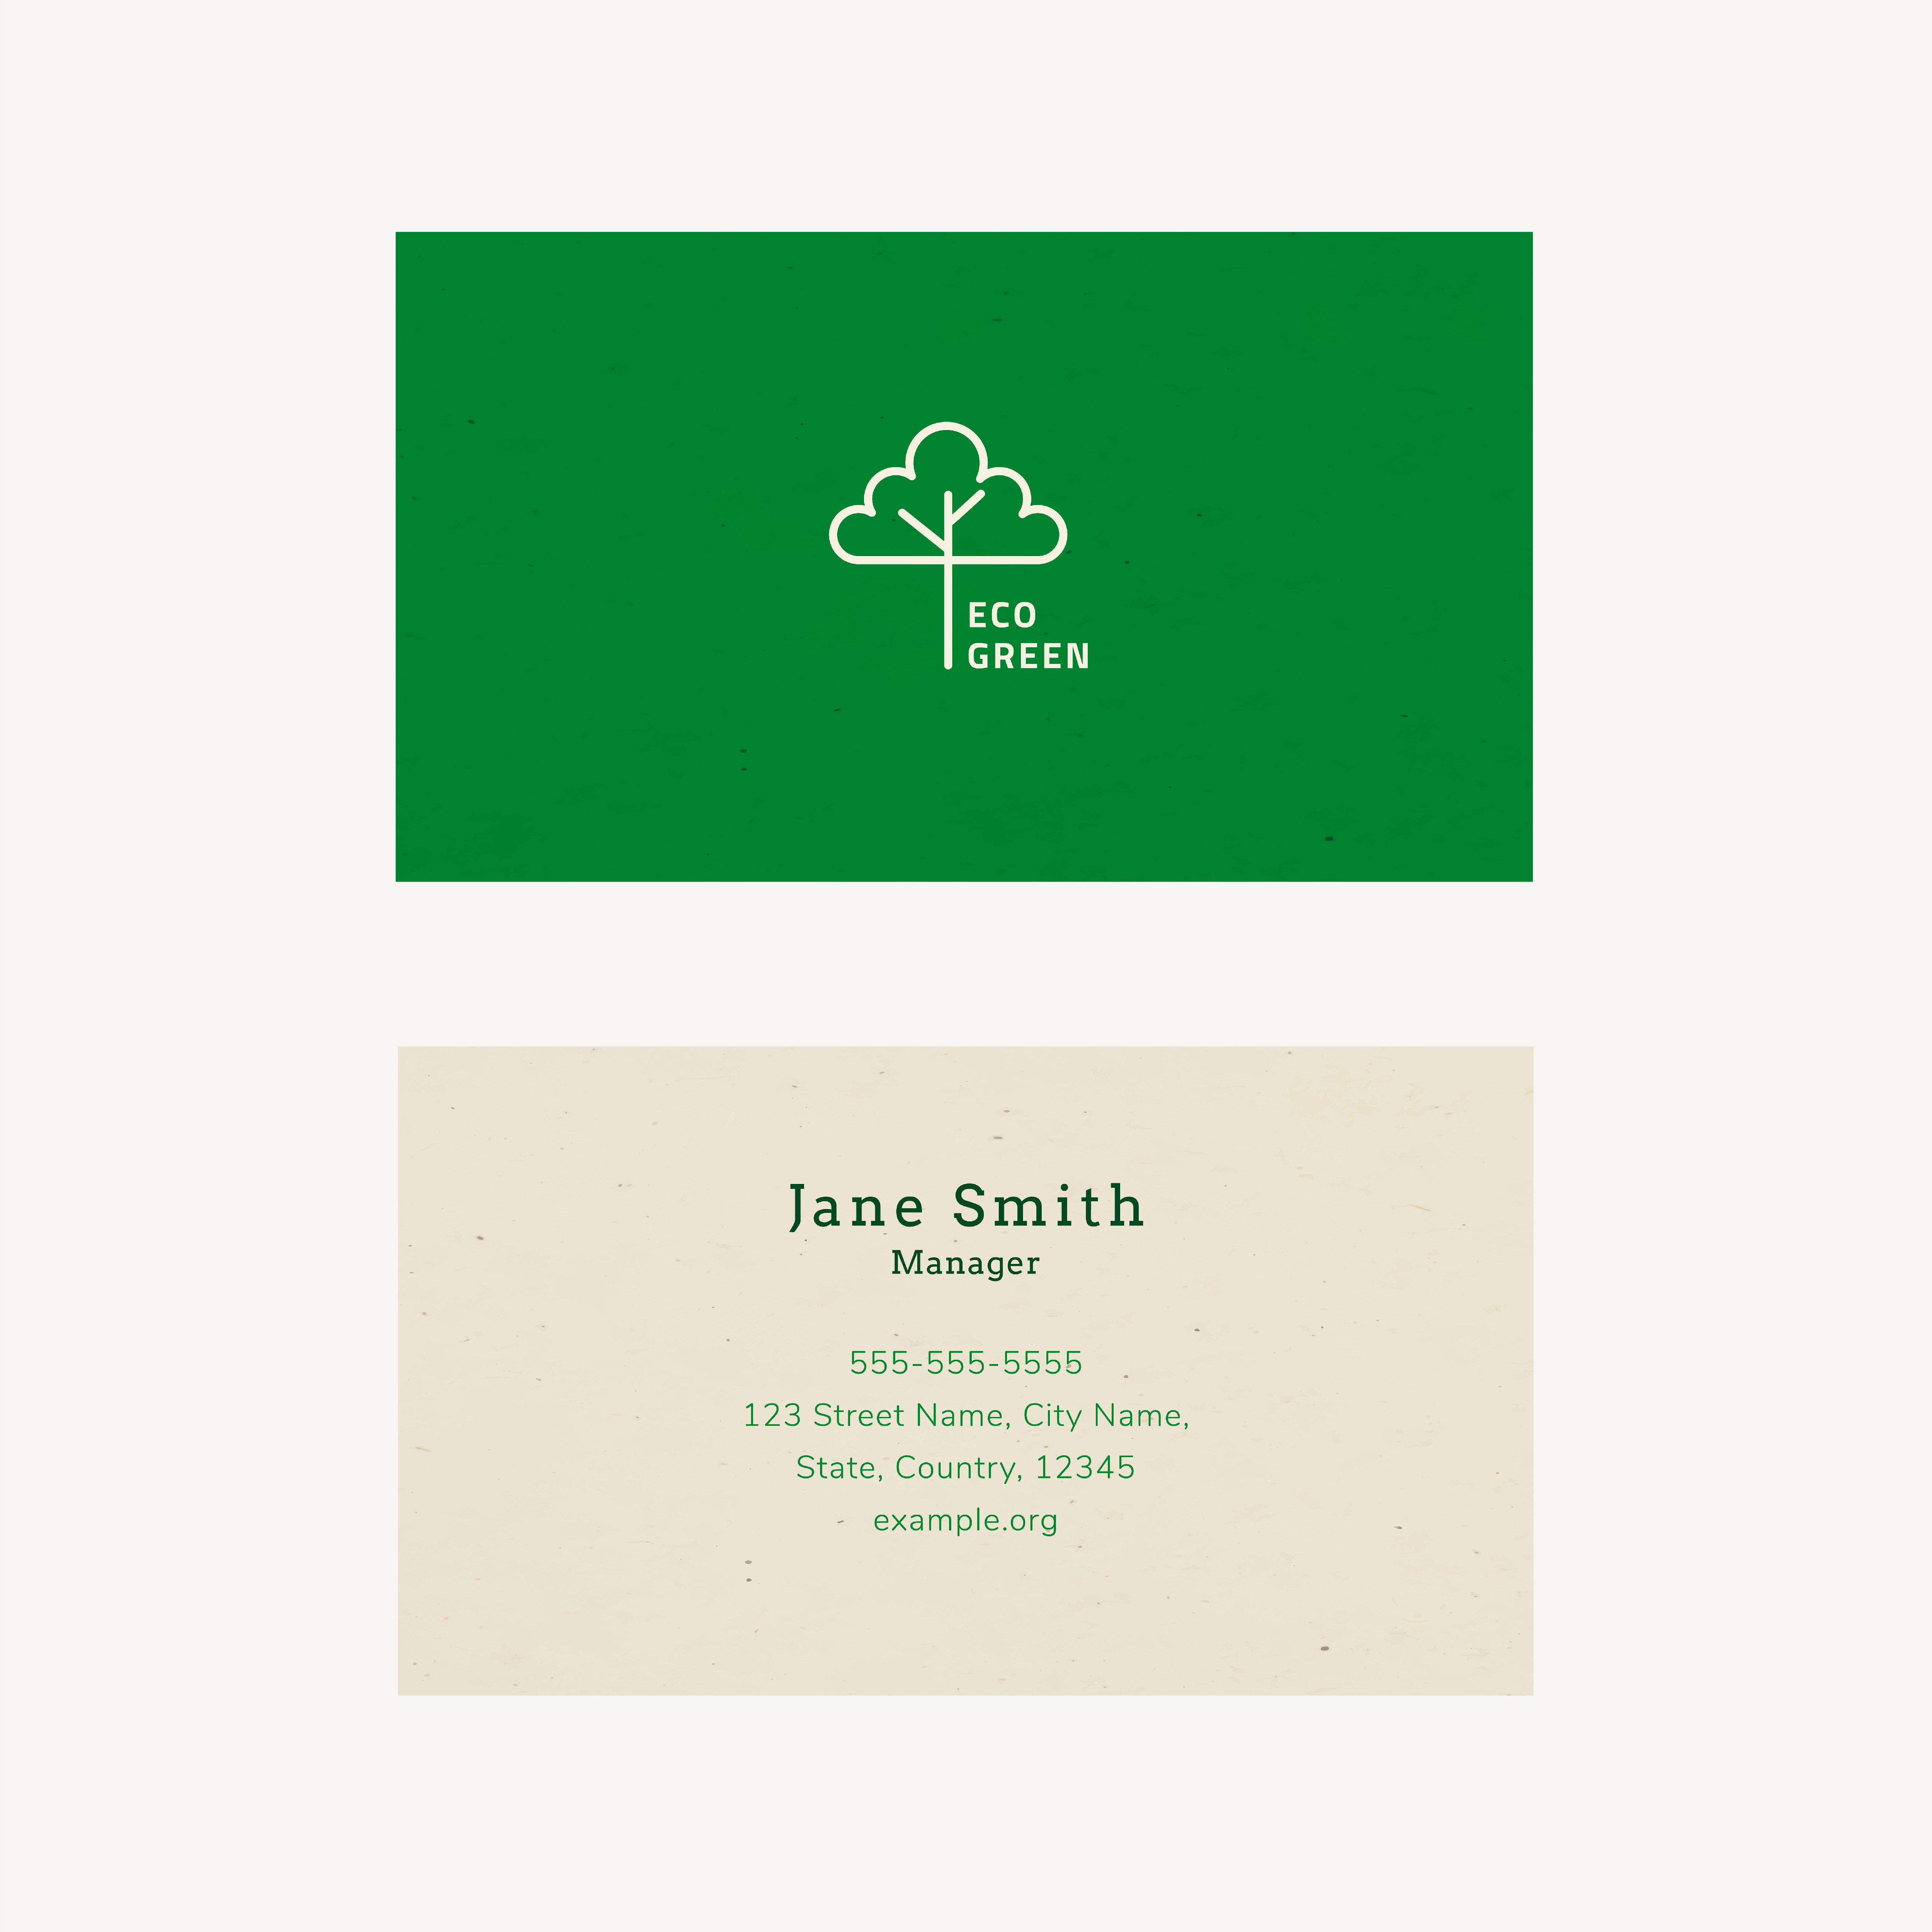 ECO
GREEN
Jane Smith
Manager
555-555-5555
123 Street Name, City Name,
State, Country, 12345
example.org